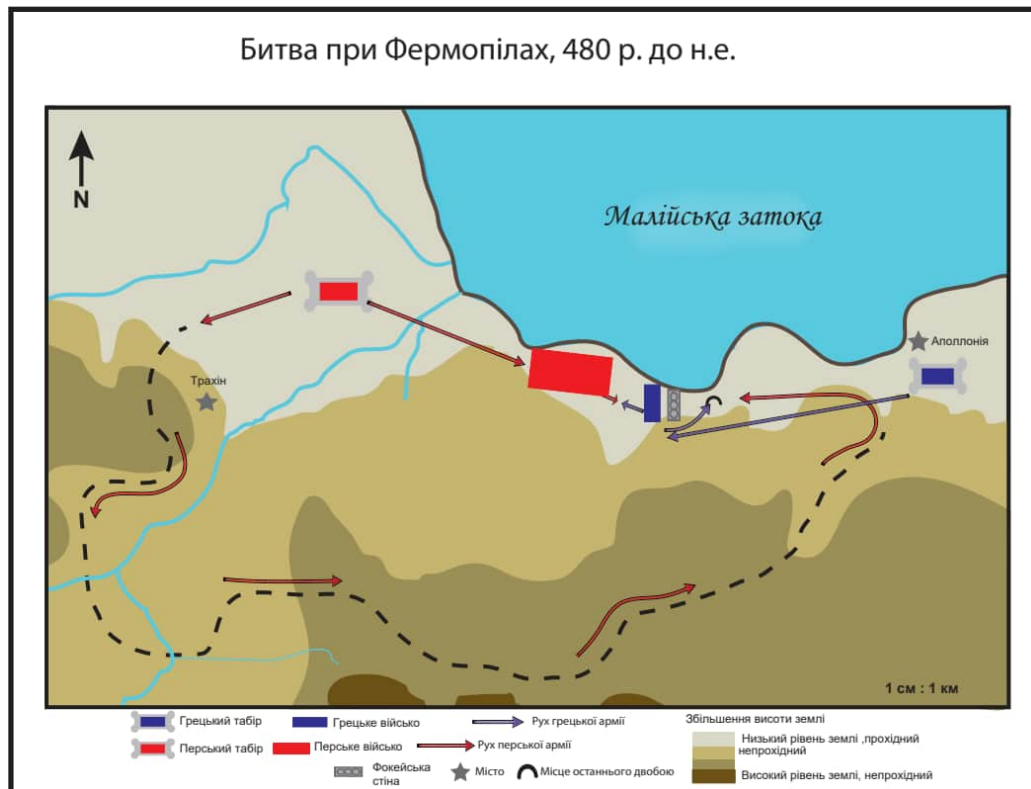 Битва при Фермопілах, 480 р. до н.е.
N
Малійська затока
Аполлонія
Трахін
1 см : 1 км
Грецький табір
Грецьке військо
Рух грецької армії
Збільшення висоти землі
Перський табір
Перське військо
Рух перської армії
Низький рівень землі ,прохідний
непрохідний
Фокейська
стіна
Місто
Місце останнього двобою
Високий рівень землі, непрохідний